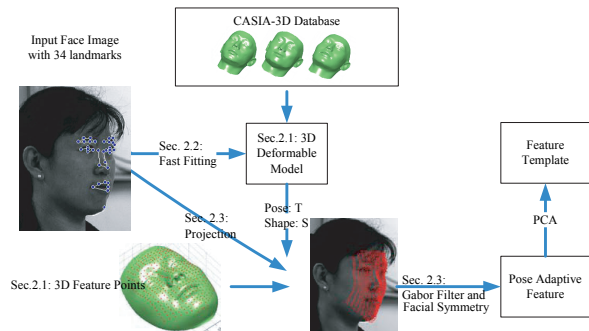 CASIA-3D Database
Input Face Image
with 34 landmarks
Sec. 2.2:
Fast Fitting
Sec.2.1: 3D
Deformable
Model
Feature
Template
Pose: T
Shape: S
Sec. 2.3:
Projection
PCA
Sec.2.1: 3D Feature Points
Sec. 2.3:
Gabor Filter and
Facial Symmetry
Pose Adaptive
Feature